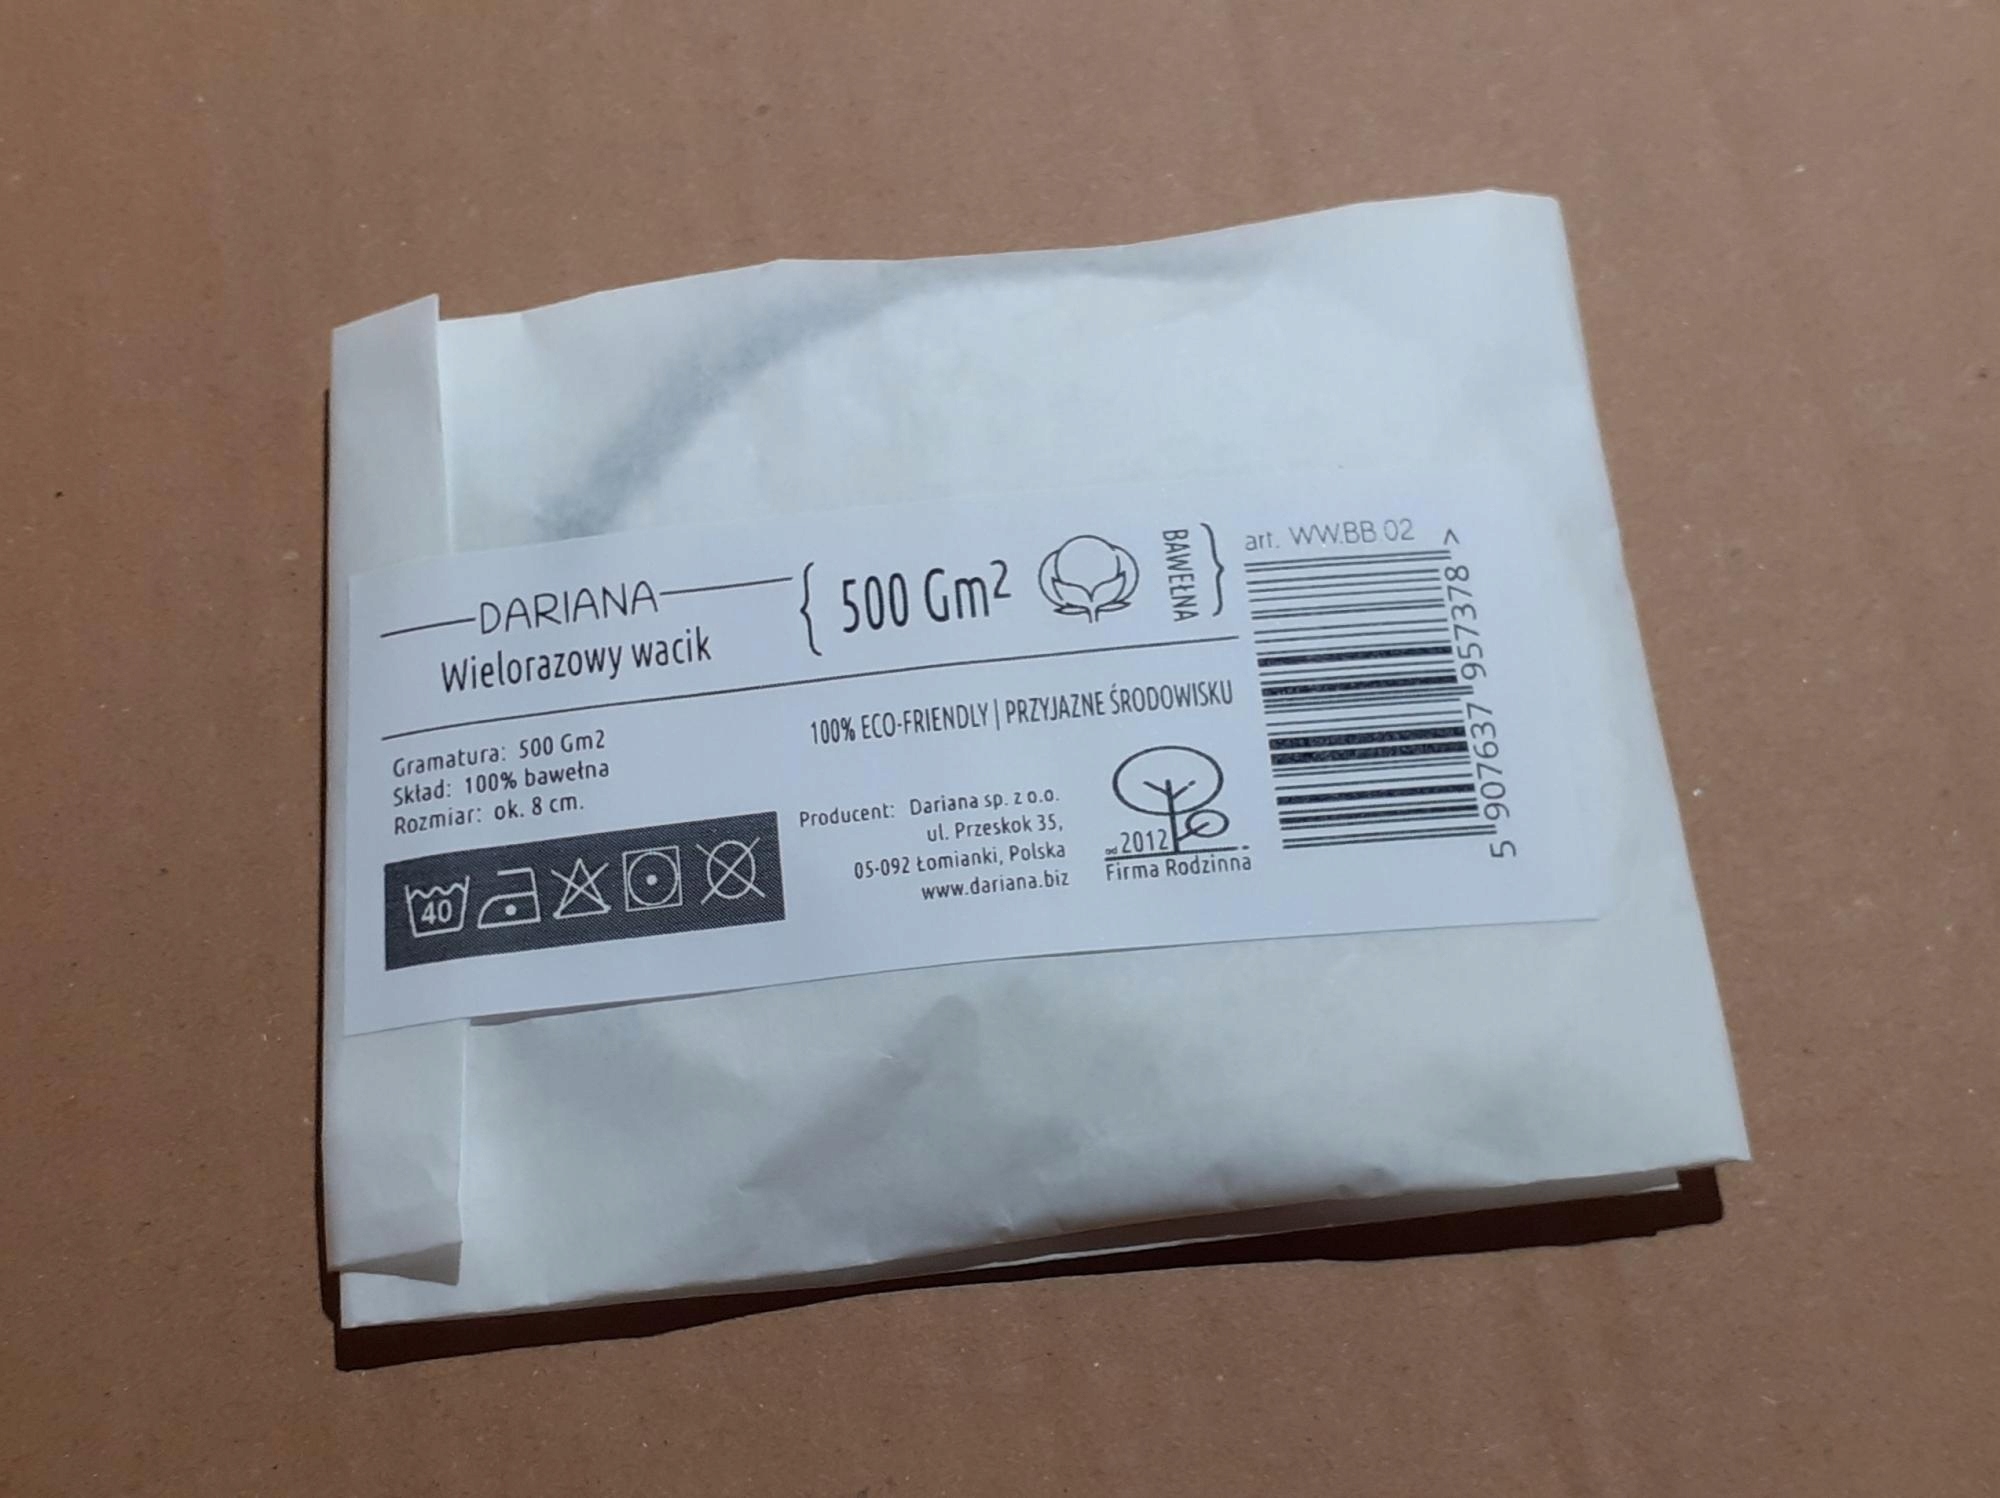 DARIANA
Wielorazowy wacik
{ 500 Gm2
BAWEŁNA }
art. WW.BB 02
Gramatura: 500 Gm2
Skład: 100% bawełna
Rozmiar: ok. 8 cm.
40
100% ECO-FRIENDLY | PRZYJAZNE ŚRODOWISKU
Producent: Dariana sp. z o.o.
ul. Przeskok 35,
05-092 Łomianki, Polska
www.dariana.biz
od 2012
Firma Rodzinna
5 907637 957378 >